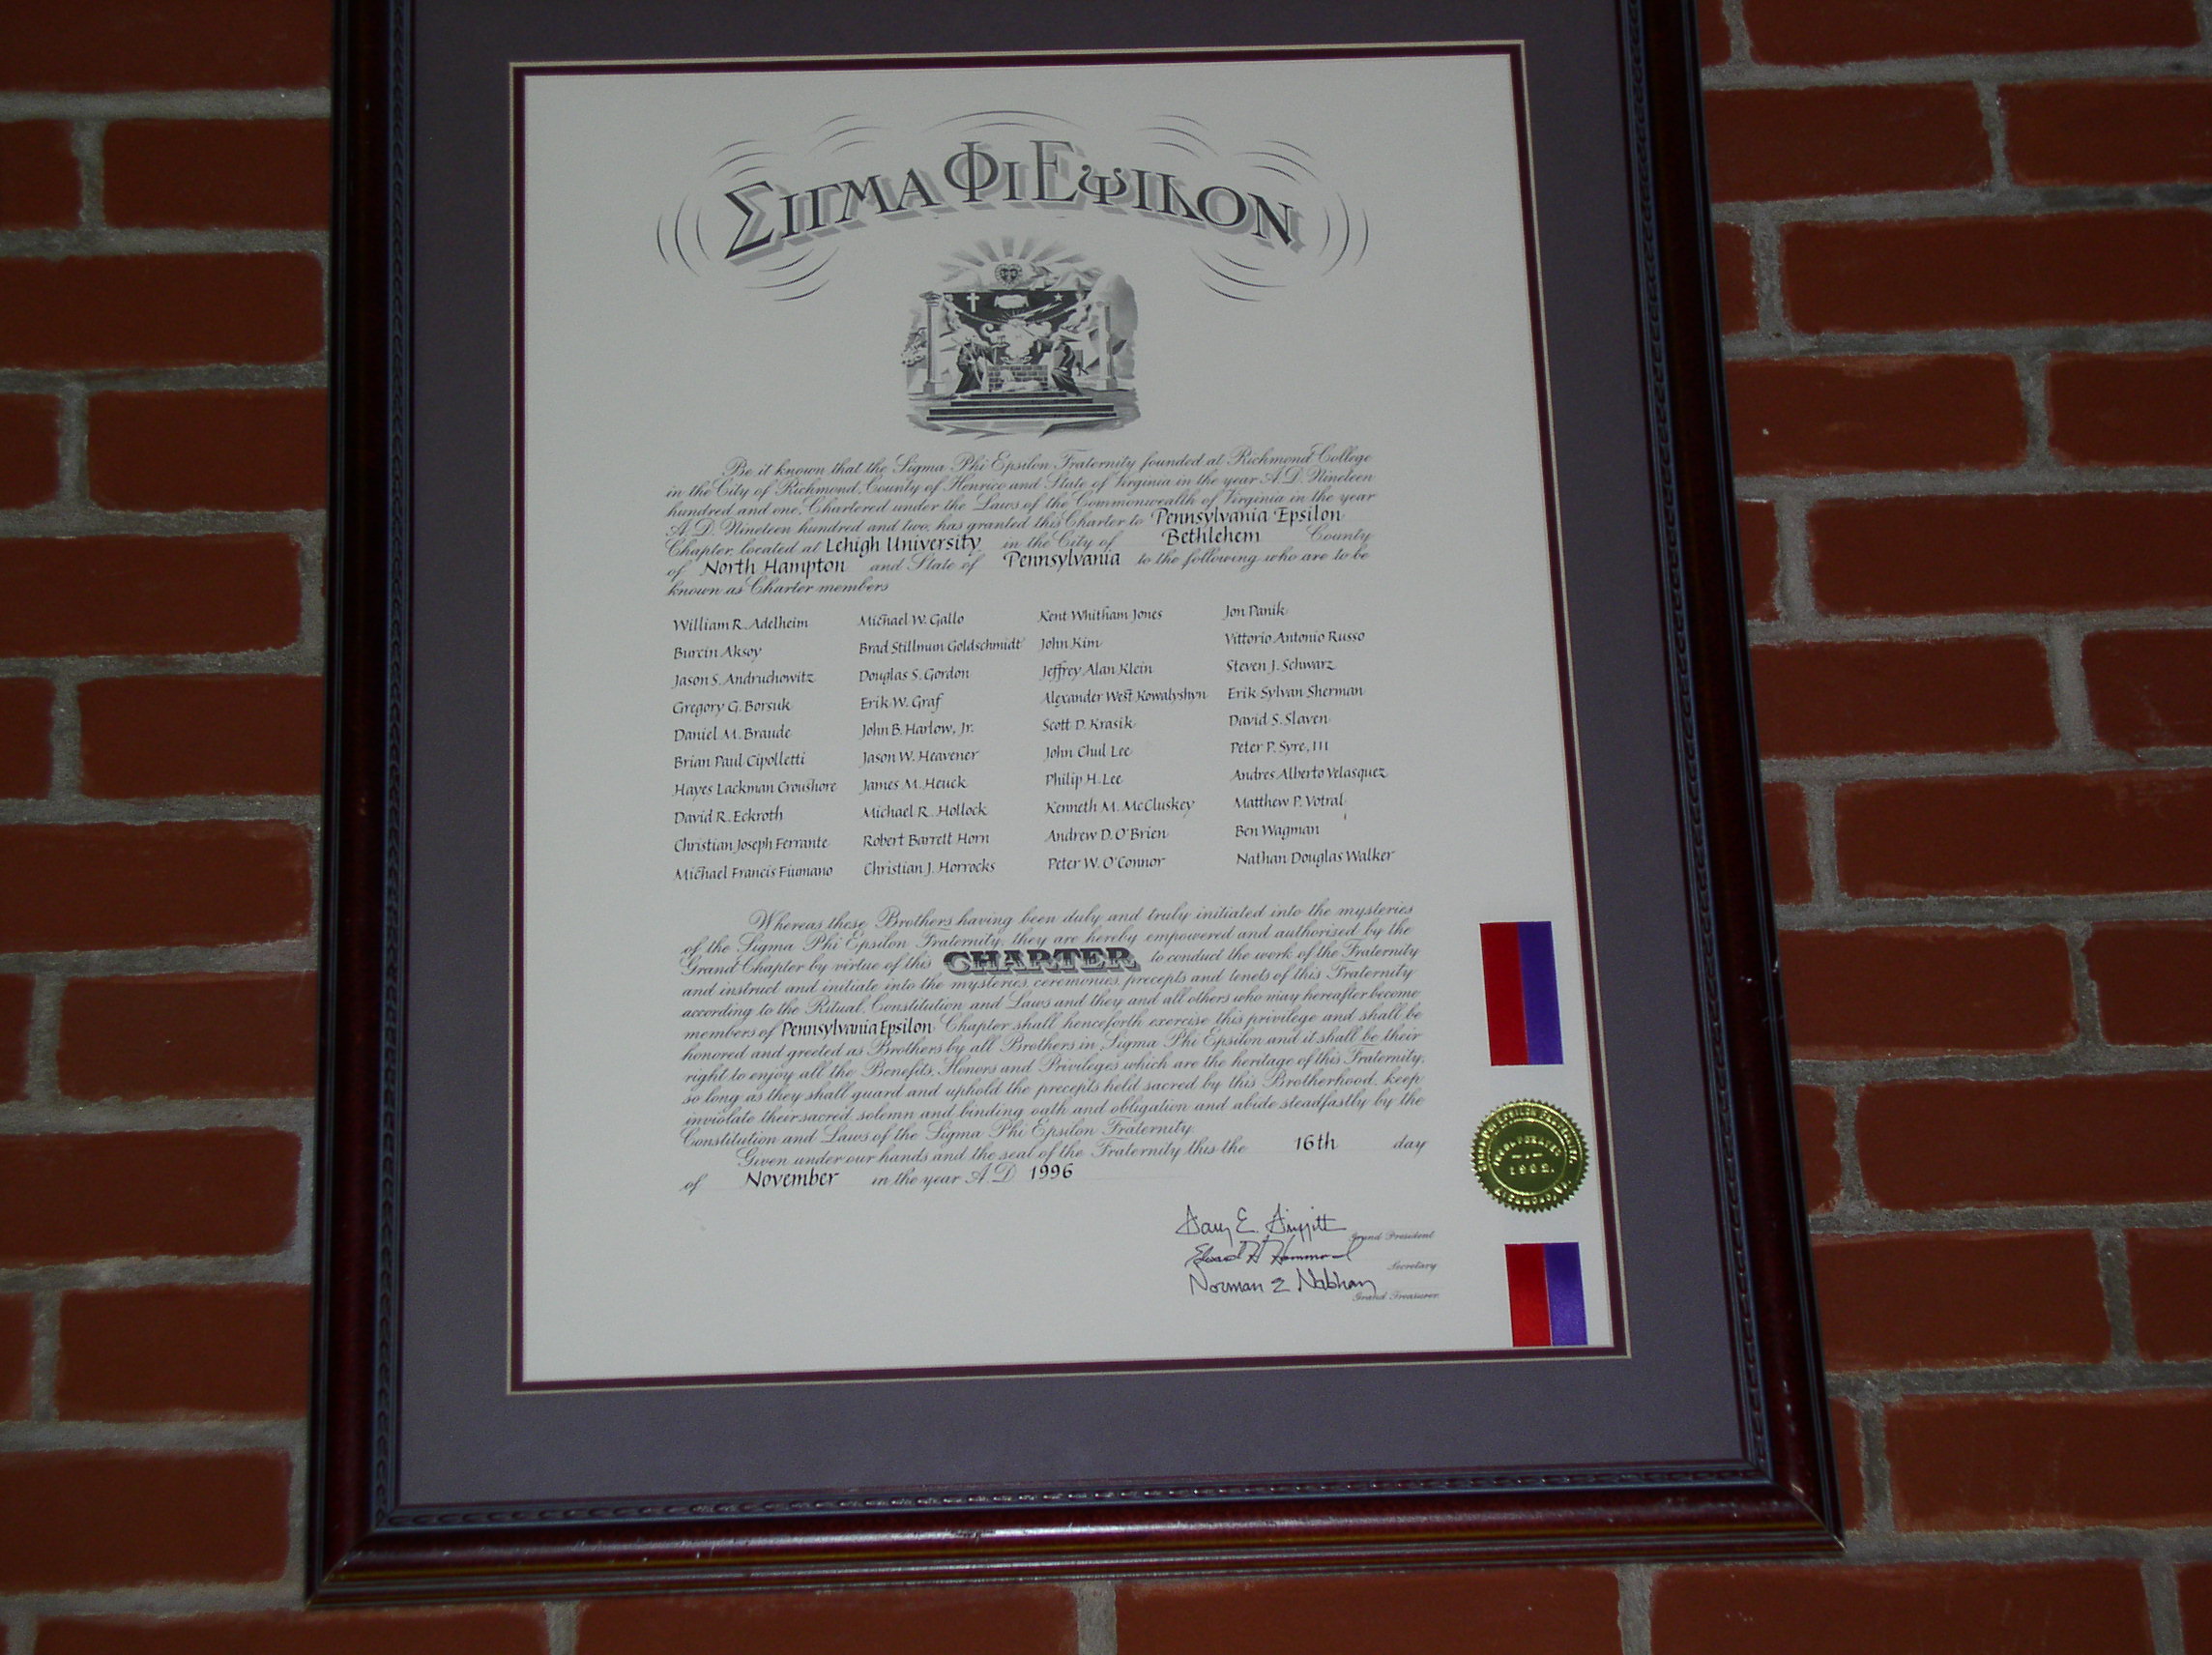 ΣΙΓΜΑ ΦΙ ΕΨΙΛΟΝ
Be it known that the Sigma Phi Epsilon Fraternity founded at Richmond College
in the City of Richmond, County of Henrico and State of Virginia in the year A.D. Nineteen
hundred and one, Chartered under the Laws of the Commonwealth of Virginia in the year
A.D. Nineteen hundred and two, has granted this Charter to Pennsylvania Epsilon
Chapter, located at Lehigh University in the City of Bethlehem County
of North Hampton and State of Pennsylvania to the following who are to be
known as Charter members
William R. Adelheim Michael W. Gallo Kent Whitham Jones Jon Panik
Burcin Aksoy Brad Stillmun Goldschmidt John Kim Vittorio Antonio Russo
Jason S. Andruchowitz Douglas S. Gordon Jeffrey Alan Klein Steven J. Schwarz
Gregory G. Borsuk Erik W. Graf Alexander West Kowalyshyn Erik Sylvan Sherman
Daniel M. Braude John B. Harlow, Jr. Scott D. Krasik David S. Slaven
Brian Paul Cipolletti Jason W. Heavener John Chul Lee Peter P. Syre, III
Hayes Lackman Croushore James M. Heuck Philip H. Lee Andres Alberto Velasquez
David R. Eckroth Michael R. Hollock Kenneth M. McCluskey Matthew P. Votral
Christian Joseph Ferrante Robert Barrett Horn Andrew D. O'Brien Ben Wagman
Michael Francis Fiumano Christian J. Horrocks Peter W. O'Connor Nathan Douglas Walker
Whereas these Brothers having been duly and truly initiated into the mysteries
of the Sigma Phi Epsilon Fraternity, they are hereby empowered and authorized by the
Grand Chapter by virtue of this CHARTER to conduct the work of the Fraternity
and instruct and initiate into the mysteries, ceremonies, precepts and tenets of this Fraternity
according to the Ritual, Constitution and Laws and they and all others who may hereafter become
members of Pennsylvania Epsilon Chapter shall henceforth exercise this privilege and shall be
honored and greeted as Brothers by all Brothers in Sigma Phi Epsilon and it shall be their
right to enjoy all the Benefits, Honors and Privileges which are the heritage of this Fraternity,
so long as they shall guard and uphold the precepts held sacred by this Brotherhood, keep
inviolate their sacred, solemn and binding oath and obligation and abide steadfastly by the
Constitution and Laws of the Sigma Phi Epsilon Fraternity.
Given under our hands and the seal of the Fraternity this the 16th day
of November in the year A.D. 1996
Grand President
Edward H Hammond
Secretary
Norman E Nabhan
Grand Treasurer
1902